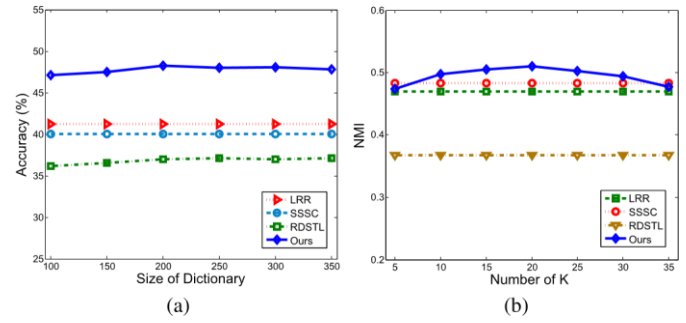 55
50
45
40
35
30
25
Accuracy (%)
100 150 200 250 300 350
Size of Dictionary
LRR
SSSC
RDSTL
Ours
(a)
0.6
0.5
0.4
0.3
0.2
NMI
5 10 15 20 25 30 35
Number of K
LRR
SSSC
RDSTL
Ours
(b)